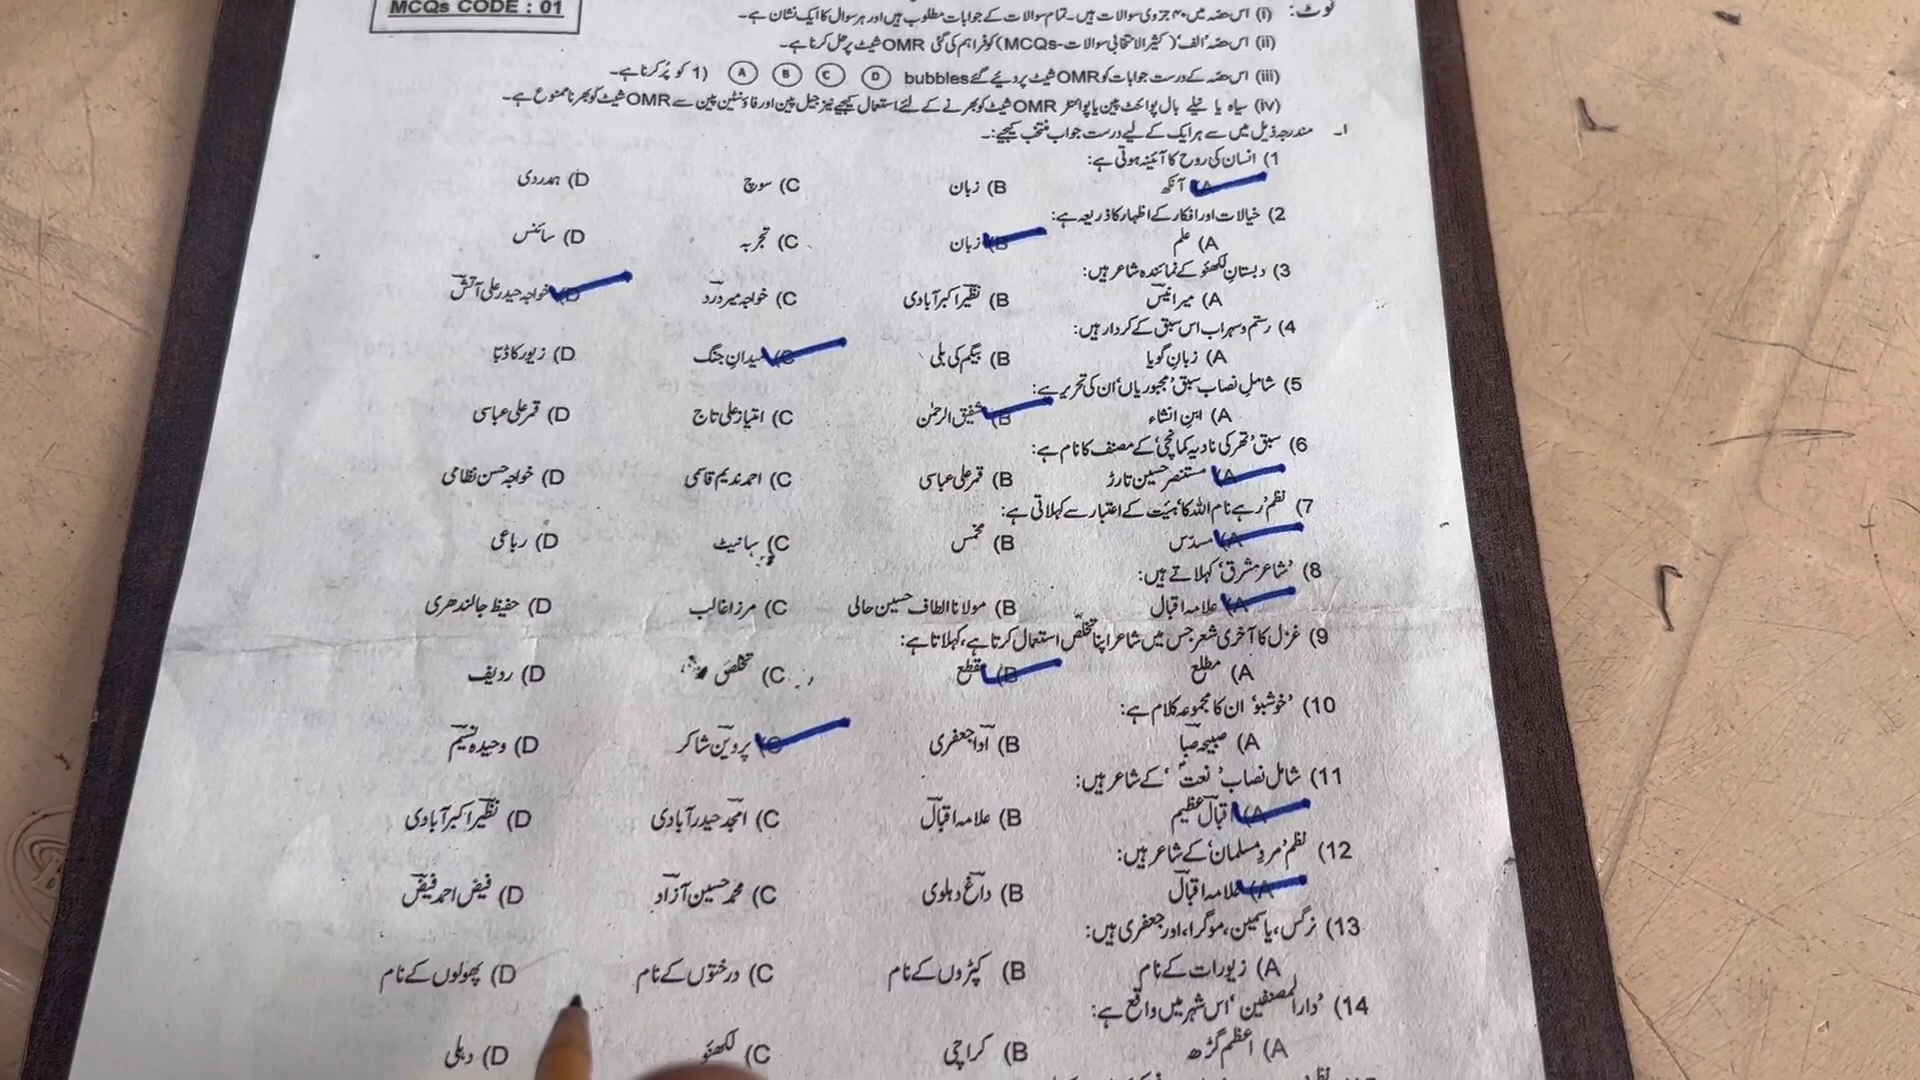 MCQs CODE : 01
نوٹ: (i) اس حصہ میں ۴۰ جزوی سوالات ہیں۔ تمام سوالات کے جوابات مطلوب ہیں اور ہر سوال کا ایک نشان ہے۔
(ii) اس حصہ 'الف' (کثیر الانتخابی سوالات-MCQs) کو فراہم کی گئی OMR شیٹ پر حل کرنا ہے۔
(iii) اس حصہ کے درست جوابات کو OMR شیٹ پر دیئے گئے bubbles D C B A (1 کو پُر کرنا ہے۔
(iv) سیاہ یا نیلے بال پوائنٹ پین یا پوائنٹر OMR شیٹ کو بھرنے کے لئے استعمال کیجیے نیز جیل پین اور فاؤنٹین پین سے OMR شیٹ کو بھرنا ممنوع ہے۔
۱۔ مندرجہ ذیل میں سے ہر ایک کے لیے درست جواب منتخب کیجیے:۔
1) انسان کی روح کا آئینہ ہوتی ہے:
A) آنکھ B) زبان C) سوچ D) ہمدردی
2) خیالات اور افکار کے اظہار کا ذریعہ ہے:
A) علم B) زبان C) تجربہ D) سائنس
3) دبستانِ لکھنؤ کے نمائندہ شاعر ہیں:
A) میر انیسؔ B) نظیرؔ اکبر آبادی C) خواجہ میر دردؔ D) خواجہ حیدر علی آتشؔ
4) رستم و سہراب اس سبق کے کردار ہیں:
A) زبانِ گویا B) بیگم کی بلی C) میدانِ جنگ D) زیور کا ڈبّا
5) شاملِ نصاب سبق 'مجبوریاں' ان کی تحریر ہے:
A) ابنِ انشاء B) شفیق الرحمٰن C) امتیاز علی تاج D) قمر علی عباسی
6) سبق 'تھر کی نادیہ کمانچی' کے مصنف کا نام ہے:
A) مستنصر حسین تارڑ B) قمر علی عباسی C) احمد ندیم قاسمی D) خواجہ حسن نظامی
7) نظم 'رہے نام اللہ کا' ہیئت کے اعتبار سے کہلاتی ہے:
A) مسدّس B) مخمس C) سانیٹ D) رباعی
8) 'شاعرِ مشرق' کہلاتے ہیں:
A) علامہ اقبال B) مولانا الطاف حسین حالی C) مرزا غالب D) حفیظ جالندھری
9) غزل کا آخری شعر جس میں شاعر اپنا تخلّص استعمال کرتا ہے، کہلاتا ہے:
A) مطلع B) مقطع C) تخلص D) ردیف
10) 'خوشبو' ان کا مجموعہ کلام ہے:
A) صبیحہ صباؔ B) اداؔ جعفری C) پروینؔ شاکر D) وحیدہ نسیمؔ
11) شاملِ نصاب 'نعتؐ' کے شاعر ہیں:
A) اقبالؔ عظیم B) علامہ اقبالؔ C) امجدؔ حیدر آبادی D) نظیرؔ اکبر آبادی
12) نظم 'مردِ مسلمان' کے شاعر ہیں:
A) علامہ اقبالؔ B) داغؔ دہلوی C) محمد حسین آزادؔ D) فیض احمد فیضؔ
13) نرگس، یاسمین، موگرا، اور جعفری ہیں:
A) زیورات کے نام B) کپڑوں کے نام C) درختوں کے نام D) پھولوں کے نام
14) 'دار المصنفین' اس شہر میں واقع ہے:
A) اعظم گڑھ B) کراچی C) لکھنؤ D) دہلی